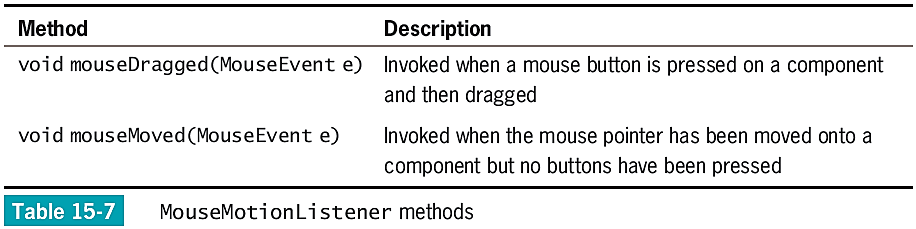 Method Description
void mouseDragged(MouseEvent e) Invoked when a mouse button is pressed on a component
and then dragged
void mouseMoved(MouseEvent e) Invoked when the mouse pointer has been moved onto a
component but no buttons have been pressed
Table 15-7 MouseMotionListener methods